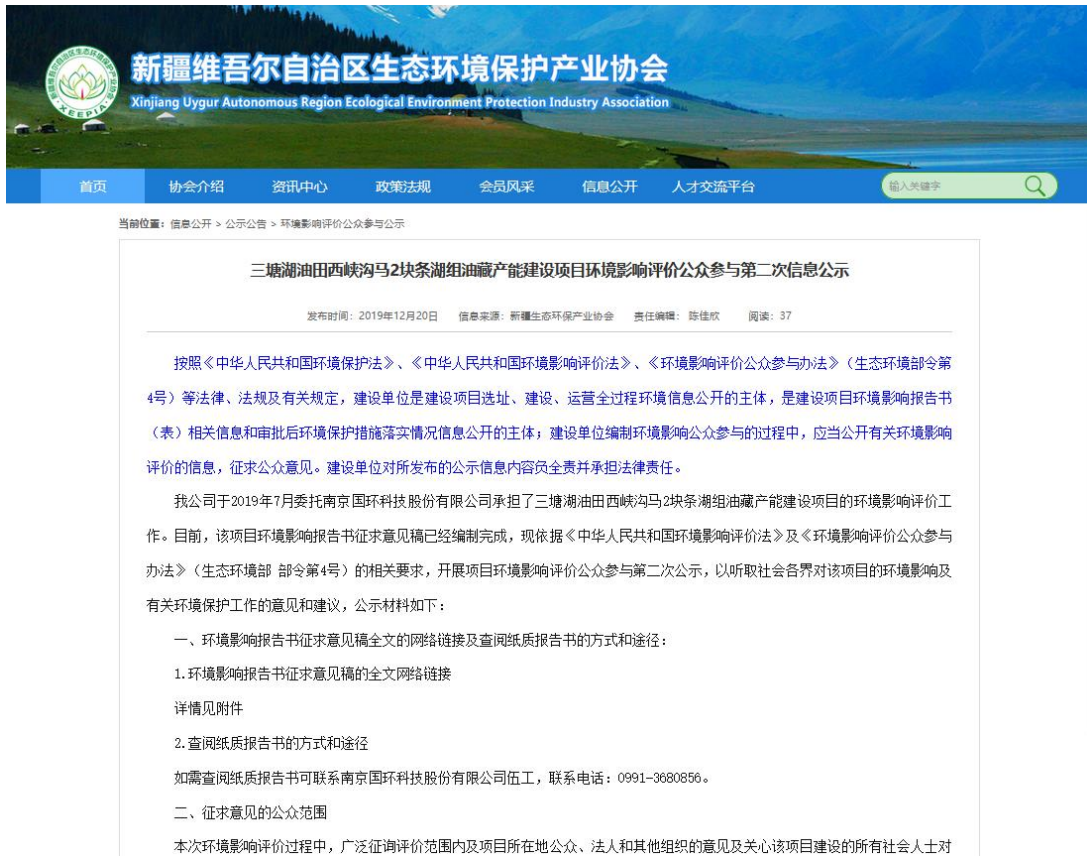 新疆维吾尔自治区生态环境保护产业协会
Xinjiang Uygur Autonomous Region Ecological Environment Protection Industry Association
XEEPIA
首页 协会介绍 资讯中心 政策法规 会员风采 信息公开 人才交流平台 输入关键字
当前位置：信息公开 > 公示公告 > 环境影响评价公众参与公示
三塘湖油田西峡沟马2块条湖组油藏产能建设项目环境影响评价公众参与第二次信息公示
发布时间：2019年12月20日 信息来源：新疆生态环保产业协会 责任编辑：陈佳欣 阅读：37
按照《中华人民共和国环境保护法》、《中华人民共和国环境影响评价法》、《环境影响评价公众参与办法》（生态环境部令第
4号）等法律、法规及有关规定，建设单位是建设项目选址、建设、运营全过程环境信息公开的主体，是建设项目环境影响报告书
（表）相关信息和审批后环境保护措施落实情况信息公开的主体；建设单位编制环境影响公众参与的过程中，应当公开有关环境影响
评价的信息，征求公众意见。建设单位对所发布的公示信息内容负全责并承担法律责任。
我公司于2019年7月委托南京国环科技股份有限公司承担了三塘湖油田西峡沟马2块条湖组油藏产能建设项目的环境影响评价工
作。目前，该项目环境影响报告书征求意见稿已经编制完成，现依据《中华人民共和国环境影响评价法》及《环境影响评价公众参与
办法》（生态环境部 部令第4号）的相关要求，开展项目环境影响评价公众参与第二次公示，以听取社会各界对该项目的环境影响及
有关环境保护工作的意见和建议，公示材料如下：
一、环境影响报告书征求意见稿全文的网络链接及查阅纸质报告书的方式和途径：
1.环境影响报告书征求意见稿的全文网络链接
详情见附件
2.查阅纸质报告书的方式和途径
如需查阅纸质报告书可联系南京国环科技股份有限公司伍工，联系电话：0991-3680856。
二、征求意见的公众范围
本次环境影响评价过程中，广泛征询评价范围内及项目所在地公众、法人和其他组织的意见及关心该项目建设的所有社会人士对